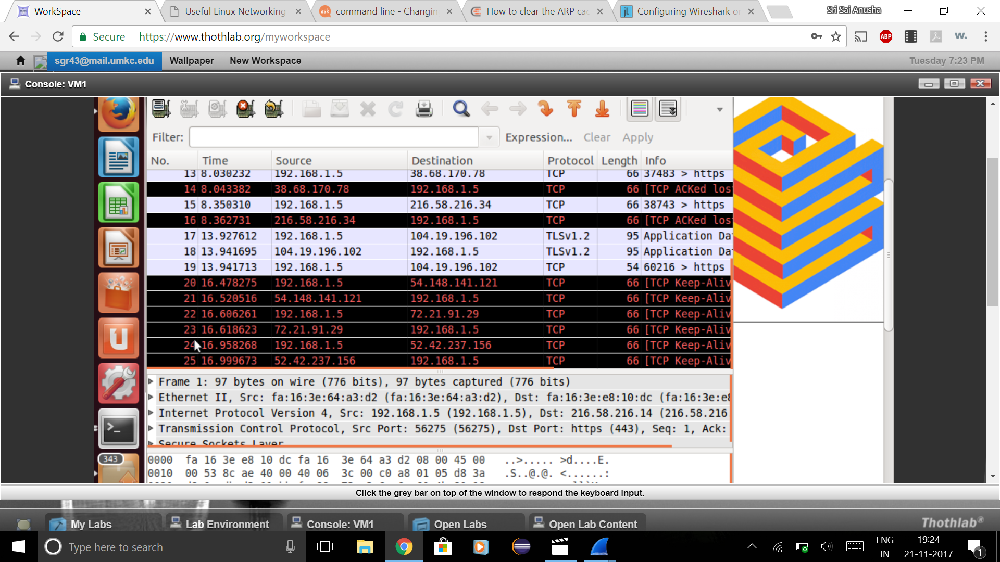 WorkSpace
Useful Linux Networking
command line - Changin
How to clear the ARP cac
Configuring Wireshark or
Sri Sai Anusha
Secure
https://www.thothlab.org/myworkspace
ABP
W.
sgr43@mail.umkc.edu
Wallpaper
New Workspace
Tuesday 7:23 PM
Console: VM1
Filter:
Expression...
Clear
Apply
No. Time Source Destination Protocol Length Info
13 8.030232 192.168.1.5 38.68.170.78 TCP 66 37483 > https
14 8.043382 38.68.170.78 192.168.1.5 TCP 66 [TCP ACKed los
15 8.350310 192.168.1.5 216.58.216.34 TCP 66 38743 > https
16 8.362731 216.58.216.34 192.168.1.5 TCP 66 [TCP ACKed los
17 13.927612 192.168.1.5 104.19.196.102 TLSv1.2 95 Application Da
18 13.941695 104.19.196.102 192.168.1.5 TLSv1.2 95 Application Da
19 13.941713 192.168.1.5 104.19.196.102 TCP 54 60216 > https
20 16.478275 192.168.1.5 54.148.141.121 TCP 66 [TCP Keep-Aliv
21 16.520516 54.148.141.121 192.168.1.5 TCP 66 [TCP Keep-Aliv
22 16.606261 192.168.1.5 72.21.91.29 TCP 66 [TCP Keep-Aliv
23 16.618623 72.21.91.29 192.168.1.5 TCP 66 [TCP Keep-Aliv
24 16.958268 192.168.1.5 52.42.237.156 TCP 66 [TCP Keep-Aliv
25 16.999673 52.42.237.156 192.168.1.5 TCP 66 [TCP Keep-Aliv
Frame 1: 97 bytes on wire (776 bits), 97 bytes captured (776 bits)
Ethernet II, Src: fa:16:3e:64:a3:d2 (fa:16:3e:64:a3:d2), Dst: fa:16:3e:e8:10:dc (fa:16:3e:e8
Internet Protocol Version 4, Src: 192.168.1.5 (192.168.1.5), Dst: 216.58.216.14 (216.58.216
Transmission Control Protocol, Src Port: 56275 (56275), Dst Port: https (443), Seq: 1, Ack:
Secure Sockets Layer
343
0000 fa 16 3e e8 10 dc fa 16 3e 64 a3 d2 08 00 45 00 ..>..... >d....E.
0010 00 53 8c ae 40 00 40 06 3c 00 c0 a8 01 05 d8 3a .S..@.@. <......:
Click the grey bar on top of the window to respond the keyboard input.
My Labs
Lab Environment
Console: VM1
Open Labs
Open Lab Content
Thothlab®
Type here to search
ENG
IN
19:24
21-11-2017
1